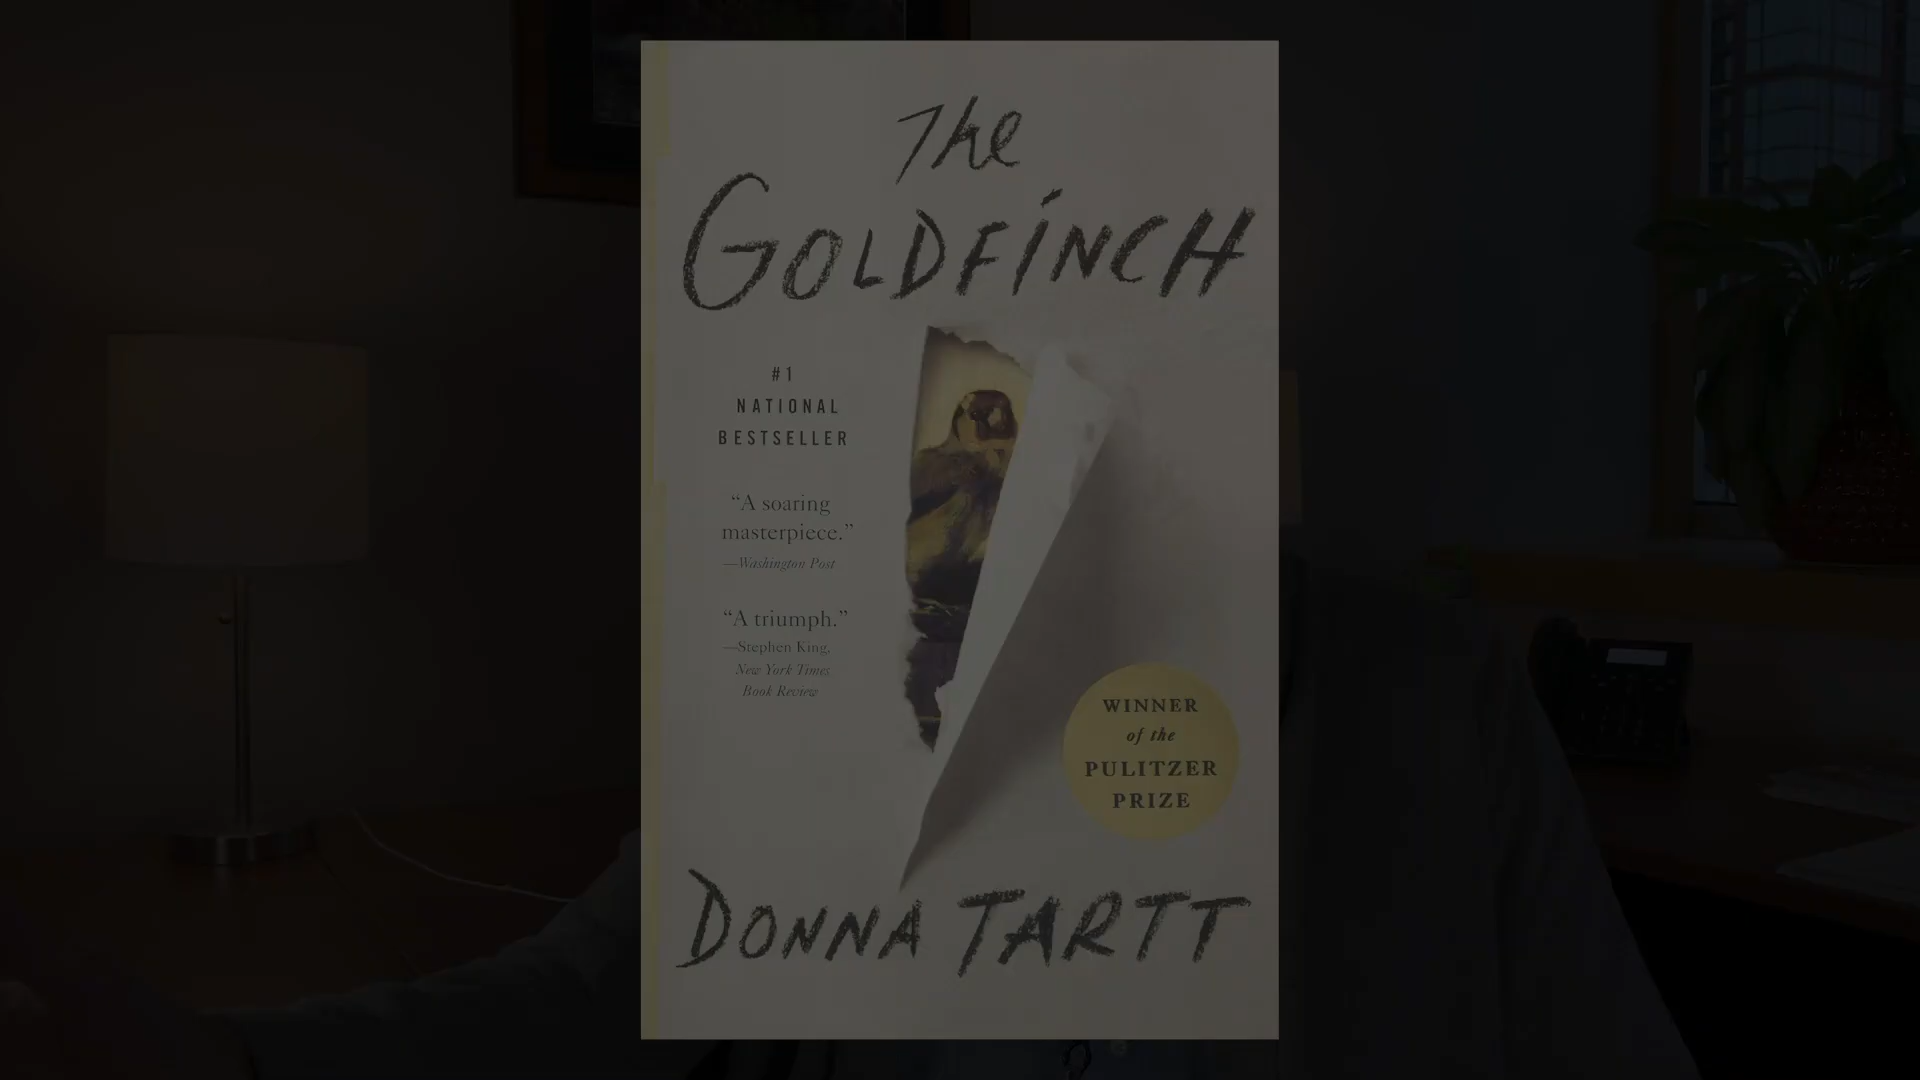 The
GOLDFINCH
#1
NATIONAL
BESTSELLER
“A soaring
masterpiece.”
—Washington Post
“A triumph.”
—Stephen King,
New York Times
Book Review
WINNER
of the
PULITZER
PRIZE
DONNA TARTT